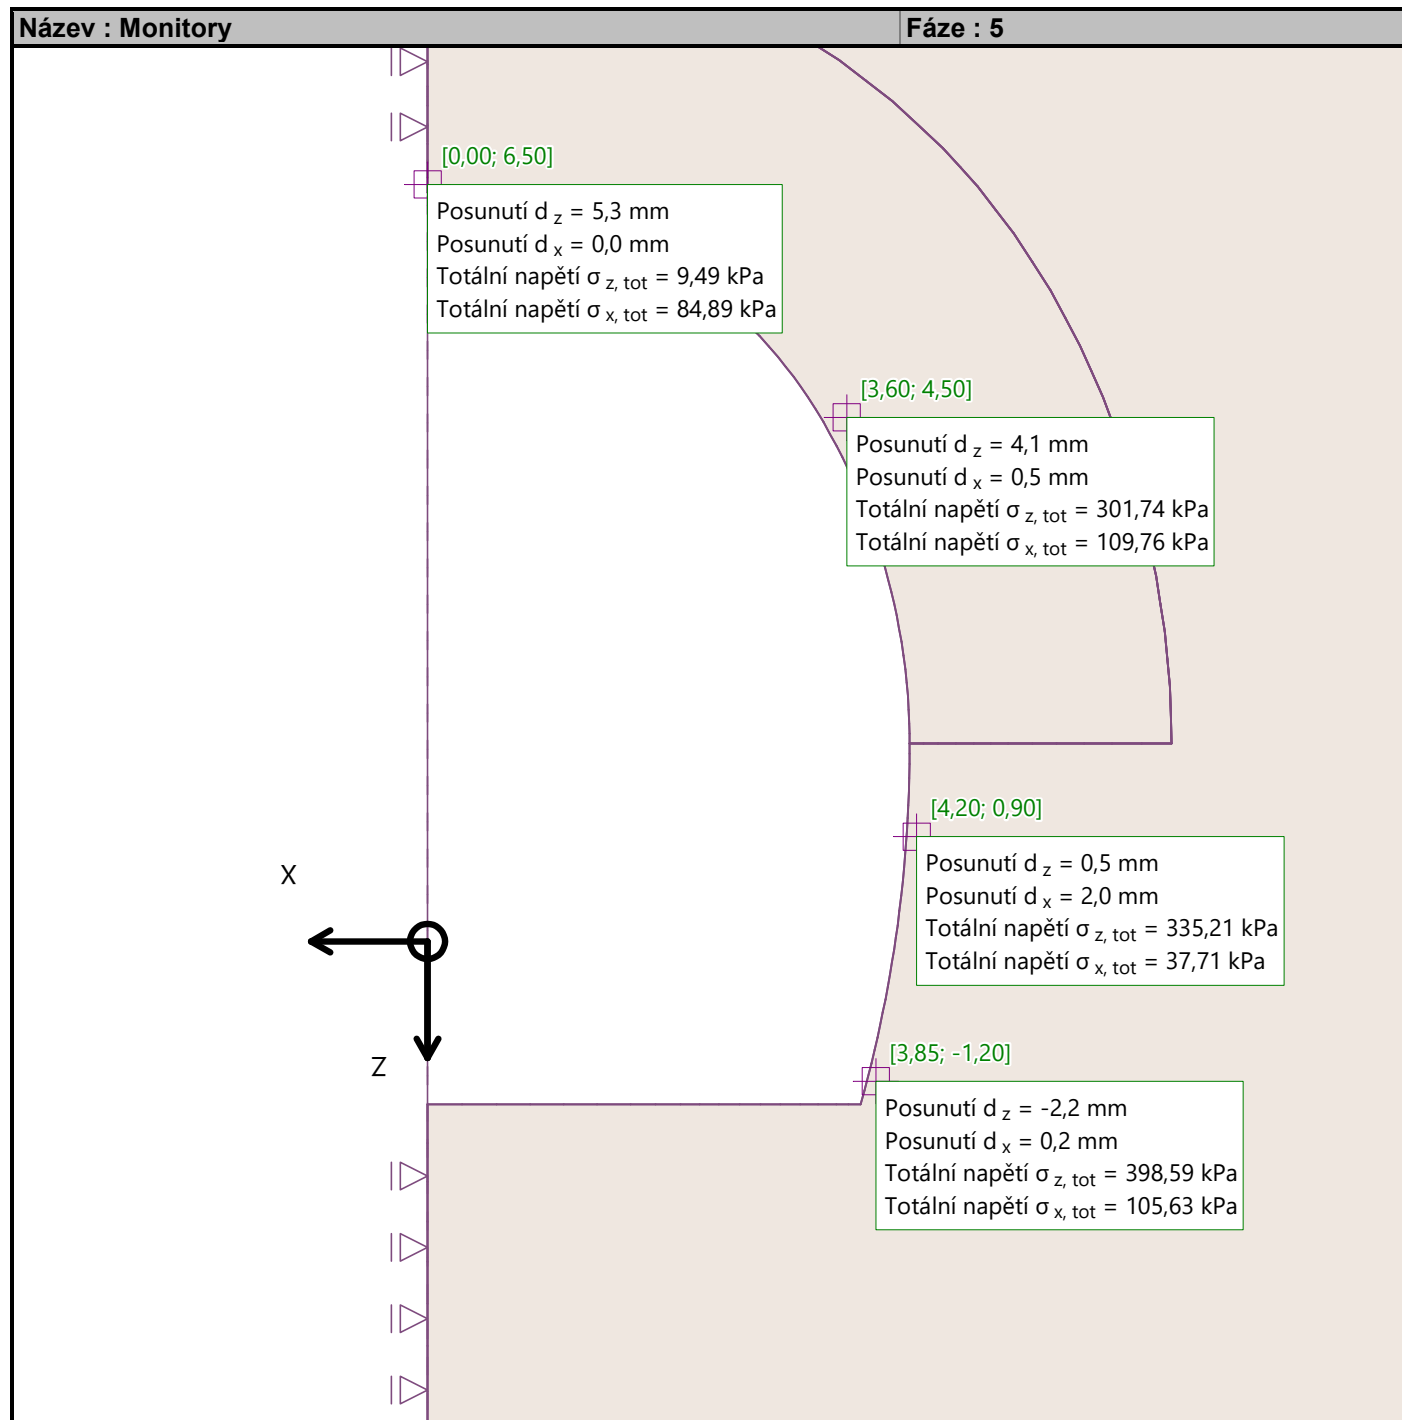 Název : Monitory
Fáze : 5
[0,00; 6,50]
Posunutí d z = 5,3 mm
Posunutí d x = 0,0 mm
Totální napětí σ z, tot = 9,49 kPa
Totální napětí σ x, tot = 84,89 kPa
[3,60; 4,50]
Posunutí d z = 4,1 mm
Posunutí d x = 0,5 mm
Totální napětí σ z, tot = 301,74 kPa
Totální napětí σ x, tot = 109,76 kPa
[4,20; 0,90]
Posunutí d z = 0,5 mm
Posunutí d x = 2,0 mm
Totální napětí σ z, tot = 335,21 kPa
Totální napětí σ x, tot = 37,71 kPa
X
Z
[3,85; -1,20]
Posunutí d z = -2,2 mm
Posunutí d x = 0,2 mm
Totální napětí σ z, tot = 398,59 kPa
Totální napětí σ x, tot = 105,63 kPa